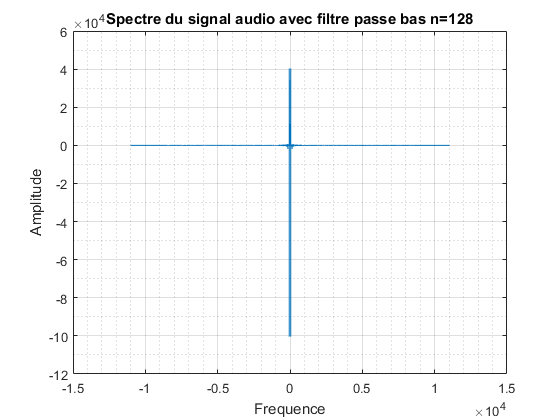 ×10⁴ Spectre du signal audio avec filtre passe bas n=128
6
4
2
0
-2
-4
-6
-8
-10
-12
Amplitude
-1.5 -1 -0.5 0 0.5 1 1.5
Frequence ×10⁴